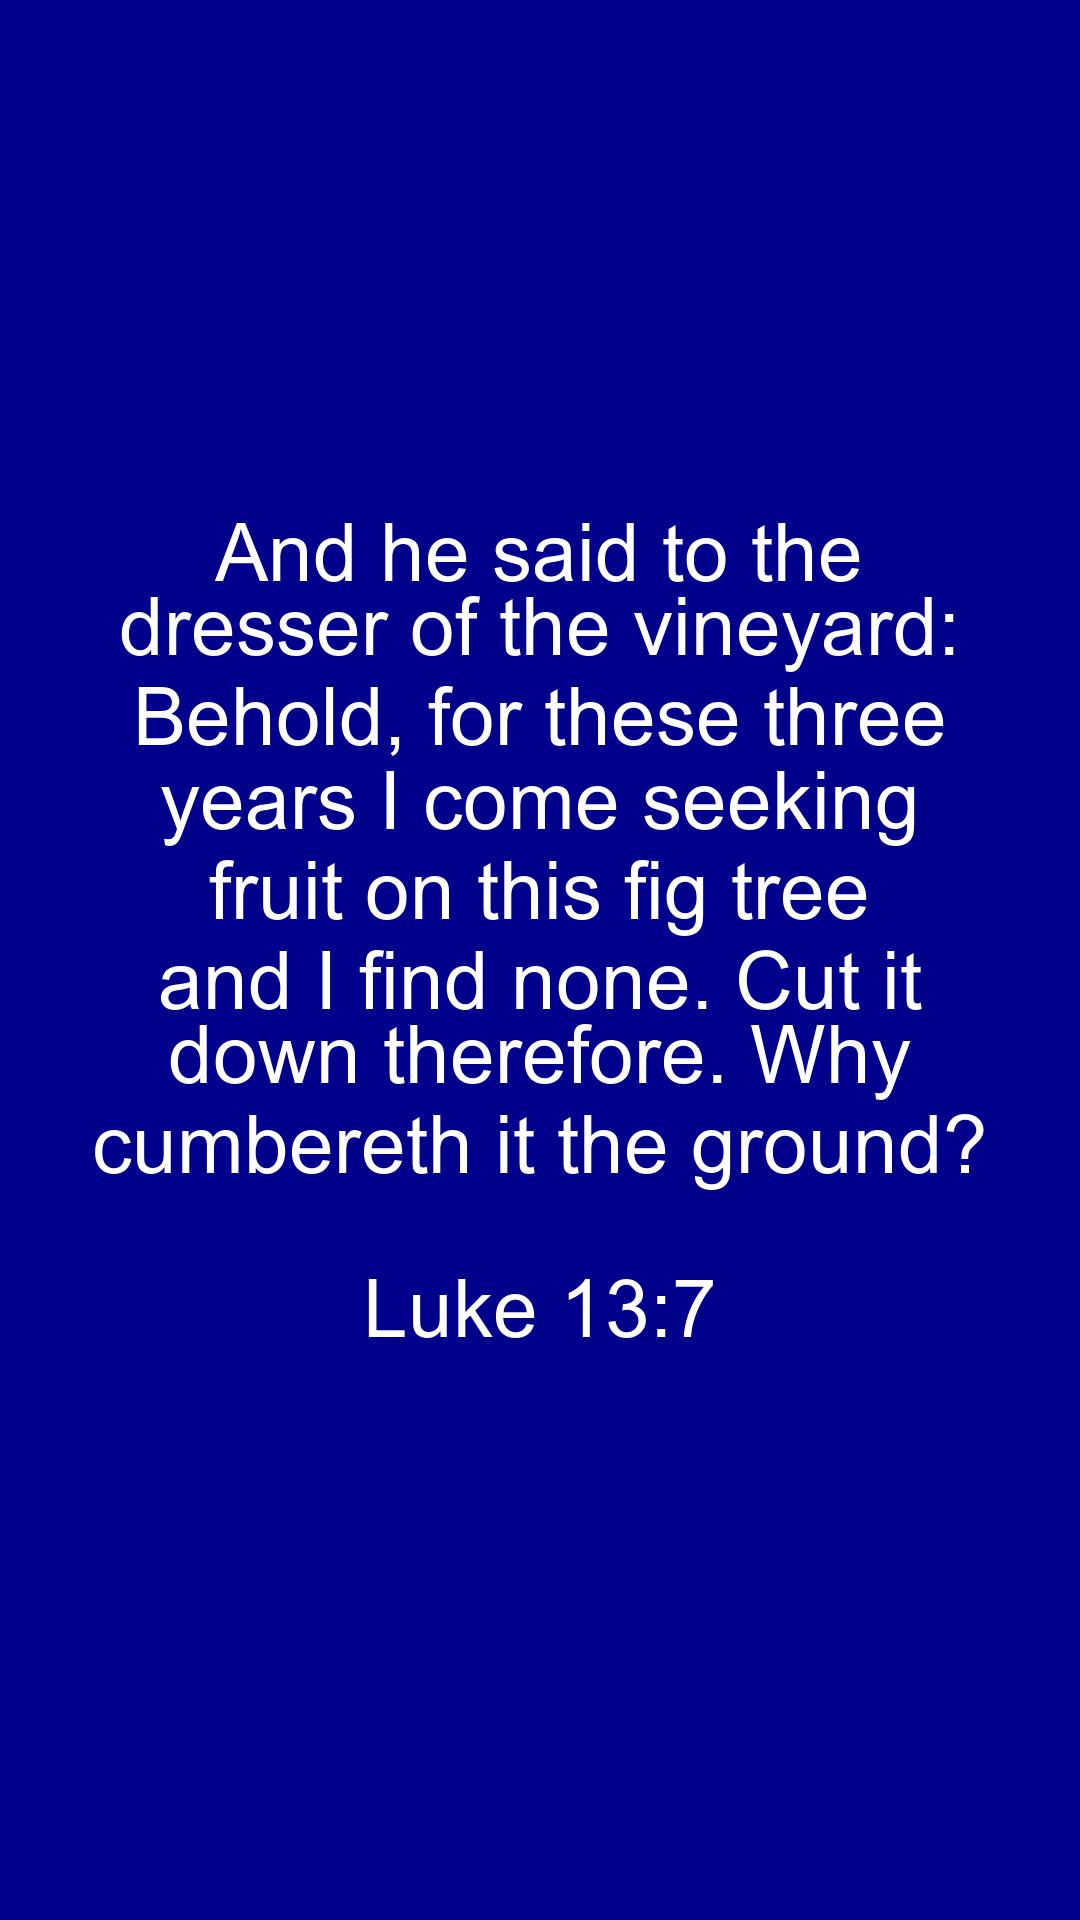 And he said to the
dresser of the vineyard:
Behold, for these three
years I come seeking
fruit on this fig tree
and I find none. Cut it
down therefore. Why
cumbereth it the ground?
Luke 13:7